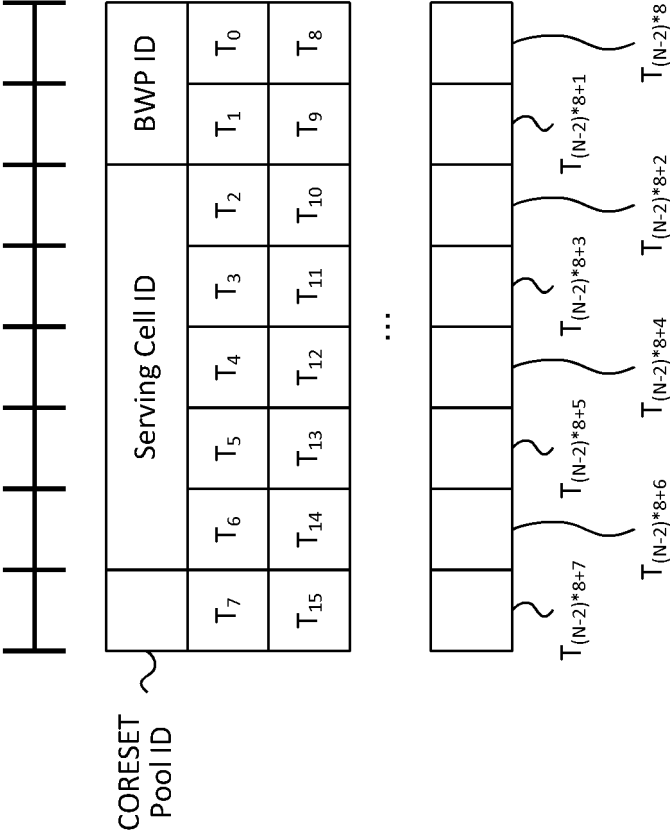 CORESET
Pool ID
Serving Cell ID
BWP ID
T₇ T₆ T₅ T₄ T₃ T₂ T₁ T₀
T₁₅ T₁₄ T₁₃ T₁₂ T₁₁ T₁₀ T₉ T₈
...
T₍N-2₎*8+7
T₍N-2₎*8+6
T₍N-2₎*8+5
T₍N-2₎*8+4
T₍N-2₎*8+3
T₍N-2₎*8+2
T₍N-2₎*8+1
T₍N-2₎*8